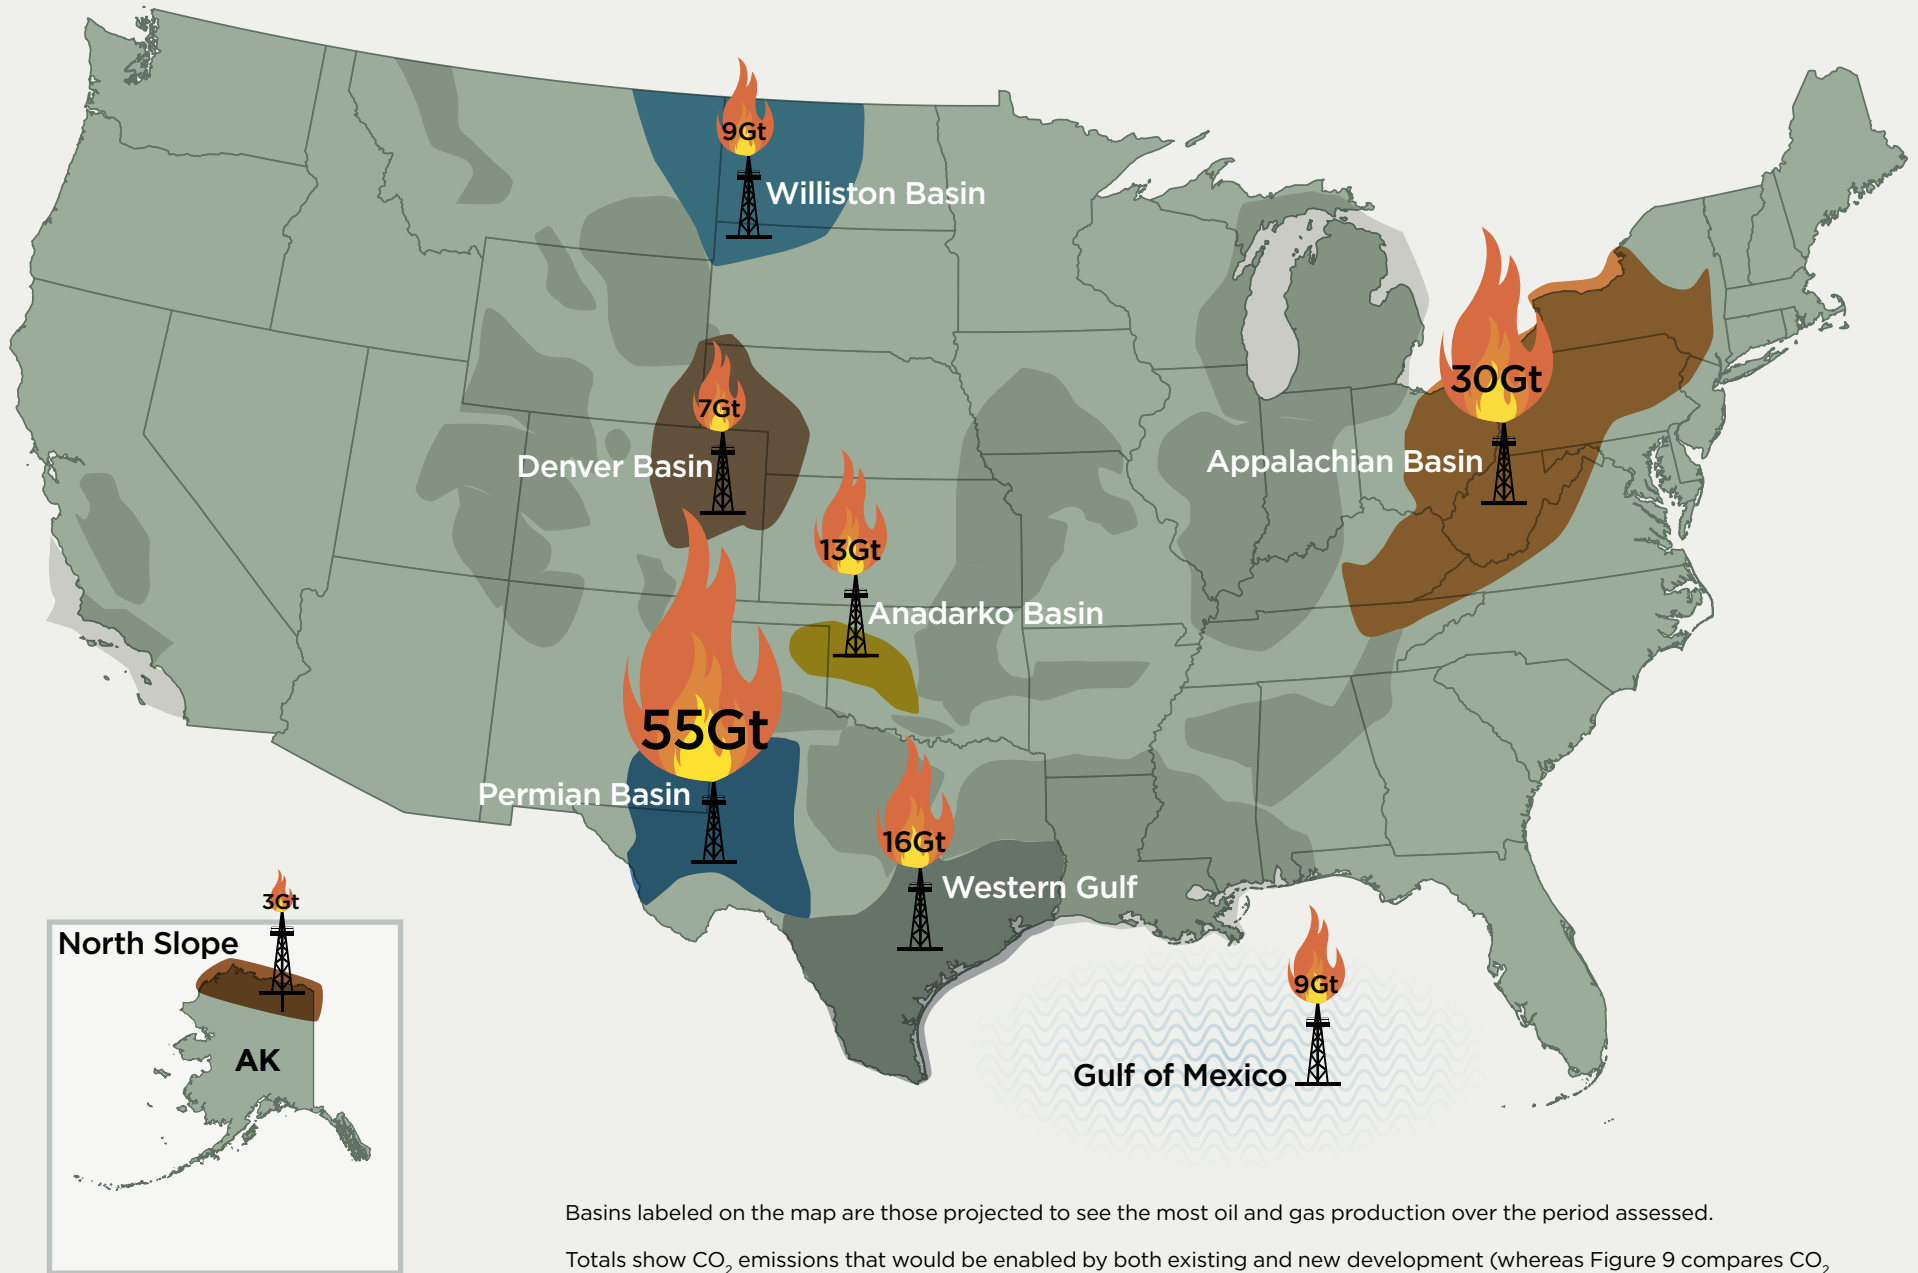 9Gt
Williston Basin
30Gt
7Gt
Denver Basin
Appalachian Basin
13Gt
Anadarko Basin
55Gt
Permian Basin
16Gt
Western Gulf
3Gt
North Slope
9Gt
AK
Gulf of Mexico
Basins labeled on the map are those projected to see the most oil and gas production over the period assessed.
Totals show CO₂ emissions that would be enabled by both existing and new development (whereas Figure 9 compares CO₂